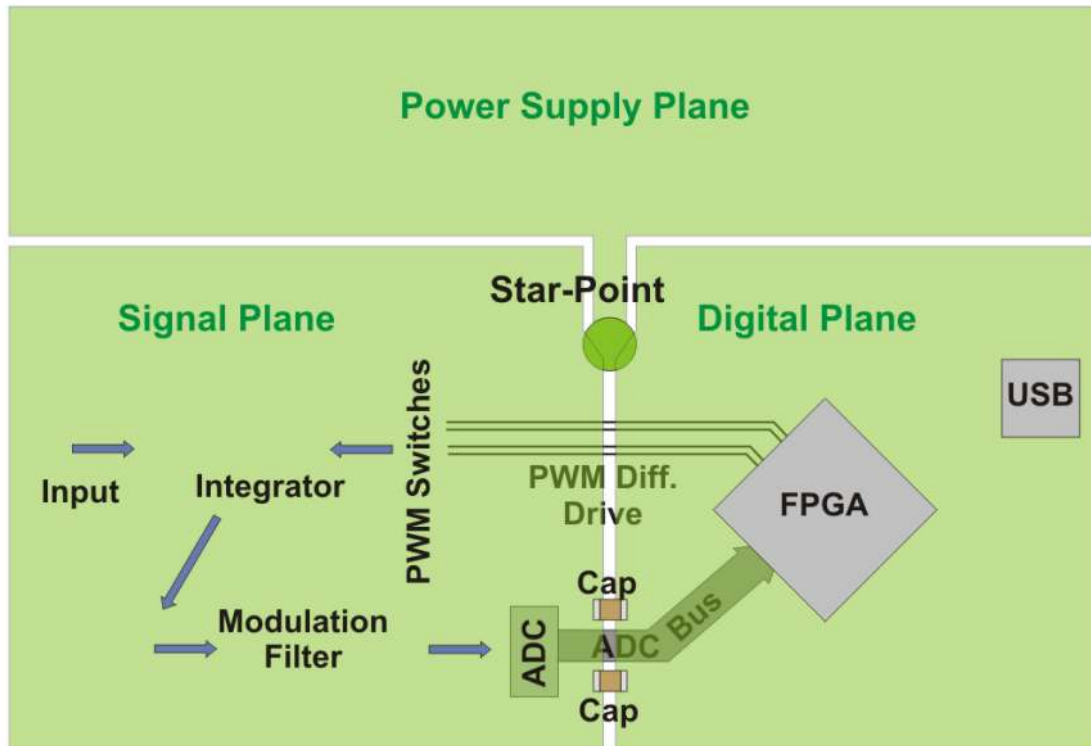 Power Supply Plane
Star-Point
Signal Plane
Digital Plane
USB
PWM Switches
Input
Integrator
PWM Diff.
Drive
FPGA
Cap
Modulation
Filter
ADC
ADC Bus
Cap